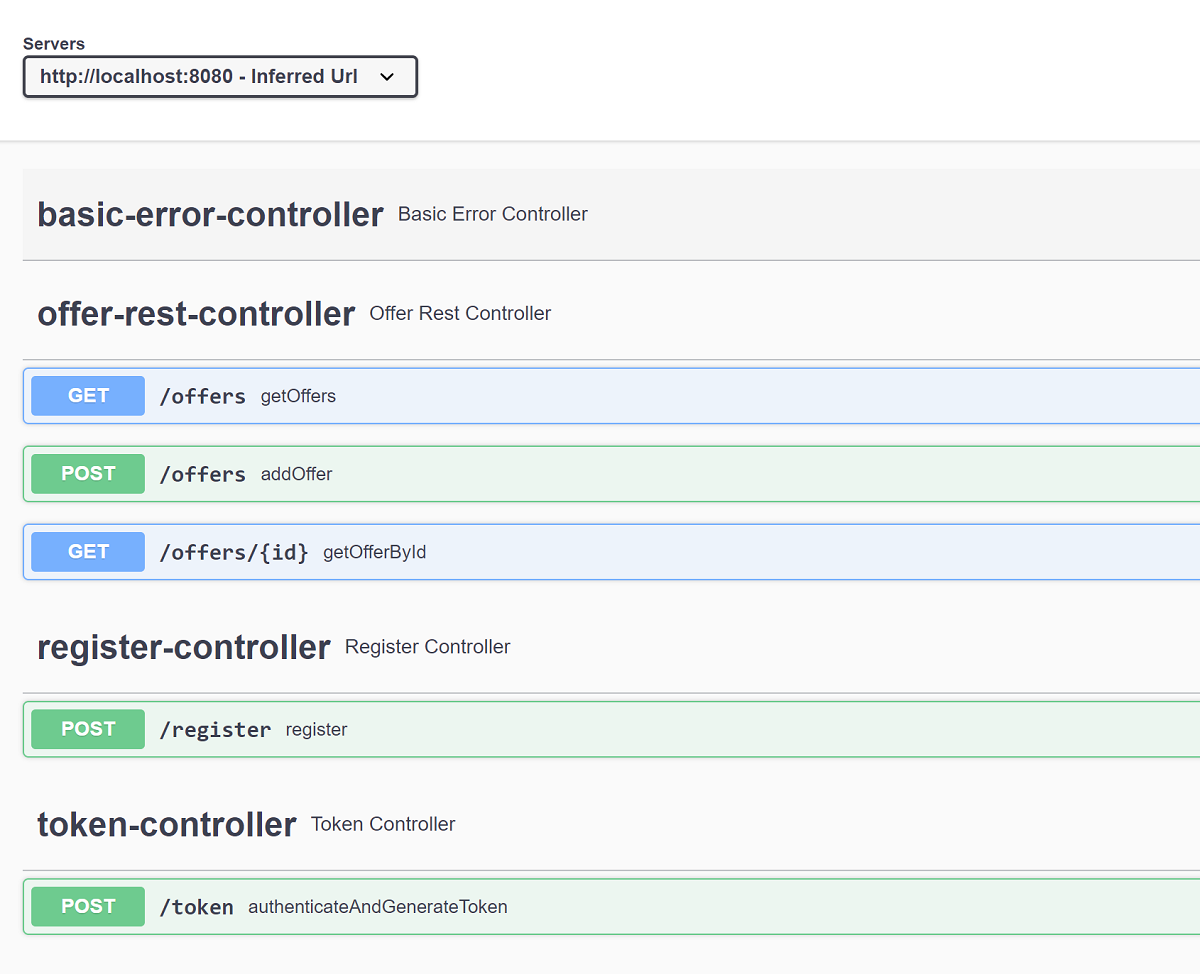 Servers
http://localhost:8080 - Inferred Url
basic-error-controller Basic Error Controller
offer-rest-controller Offer Rest Controller
GET /offers getOffers
POST /offers addOffer
GET /offers/{id} getOfferById
register-controller Register Controller
POST /register register
token-controller Token Controller
POST /token authenticateAndGenerateToken